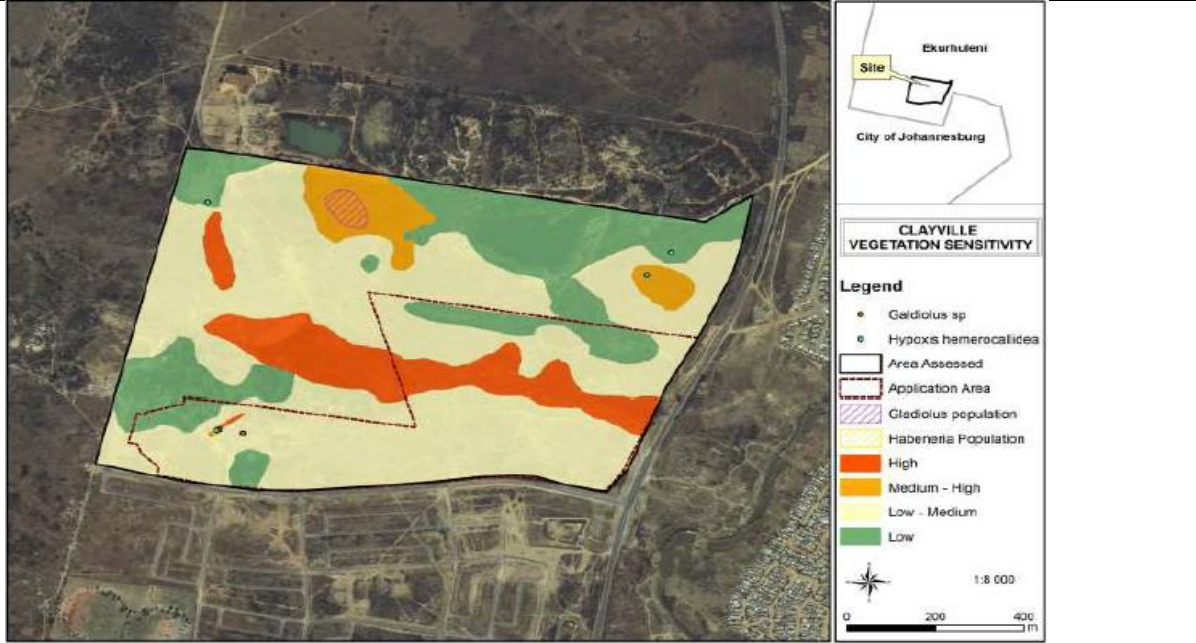 Ekurhuleni
Site
City of Johannesburg
CLAYVILLE
VEGETATION SENSITIVITY
Legend
Galdiolus sp
Hypoxis hemerocallidea
Area Assessed
Application Area
Gladiolus population
Habeneria Population
High
Medium - High
Low - Medium
Low
1:8 000
0 200 400
m